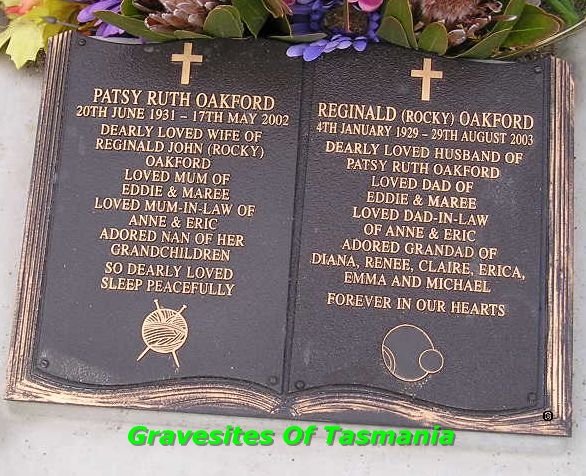 PATSY RUTH OAKFORD
20TH JUNE 1931 – 17TH MAY 2002
DEARLY LOVED WIFE OF
REGINALD JOHN (ROCKY)
OAKFORD
LOVED MUM OF
EDDIE & MAREE
LOVED MUM-IN-LAW OF
ANNE & ERIC
ADORED NAN OF HER
GRANDCHILDREN
SO DEARLY LOVED
SLEEP PEACEFULLY
REGINALD (ROCKY) OAKFORD
4TH JANUARY 1929 – 29TH AUGUST 2003
DEARLY LOVED HUSBAND OF
PATSY RUTH OAKFORD
LOVED DAD OF
EDDIE & MAREE
LOVED DAD-IN-LAW
OF ANNE & ERIC
ADORED GRANDAD OF
DIANA, RENEE, CLAIRE, ERICA,
EMMA AND MICHAEL
FOREVER IN OUR HEARTS
Gravesites Of Tasmania